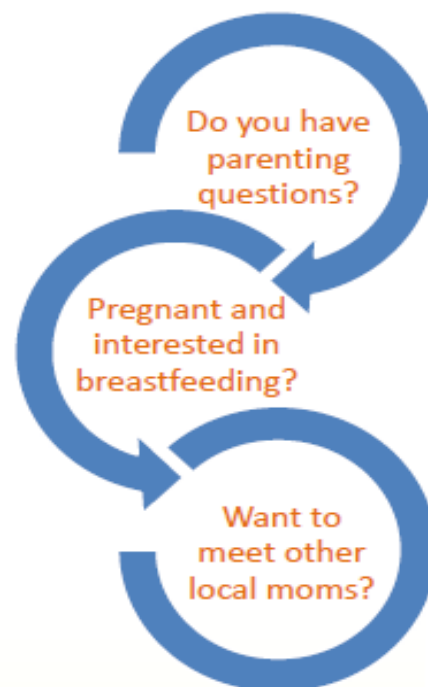 Do you have
parenting
questions?
Pregnant and
interested in
breastfeeding?
Want to
meet other
local moms?